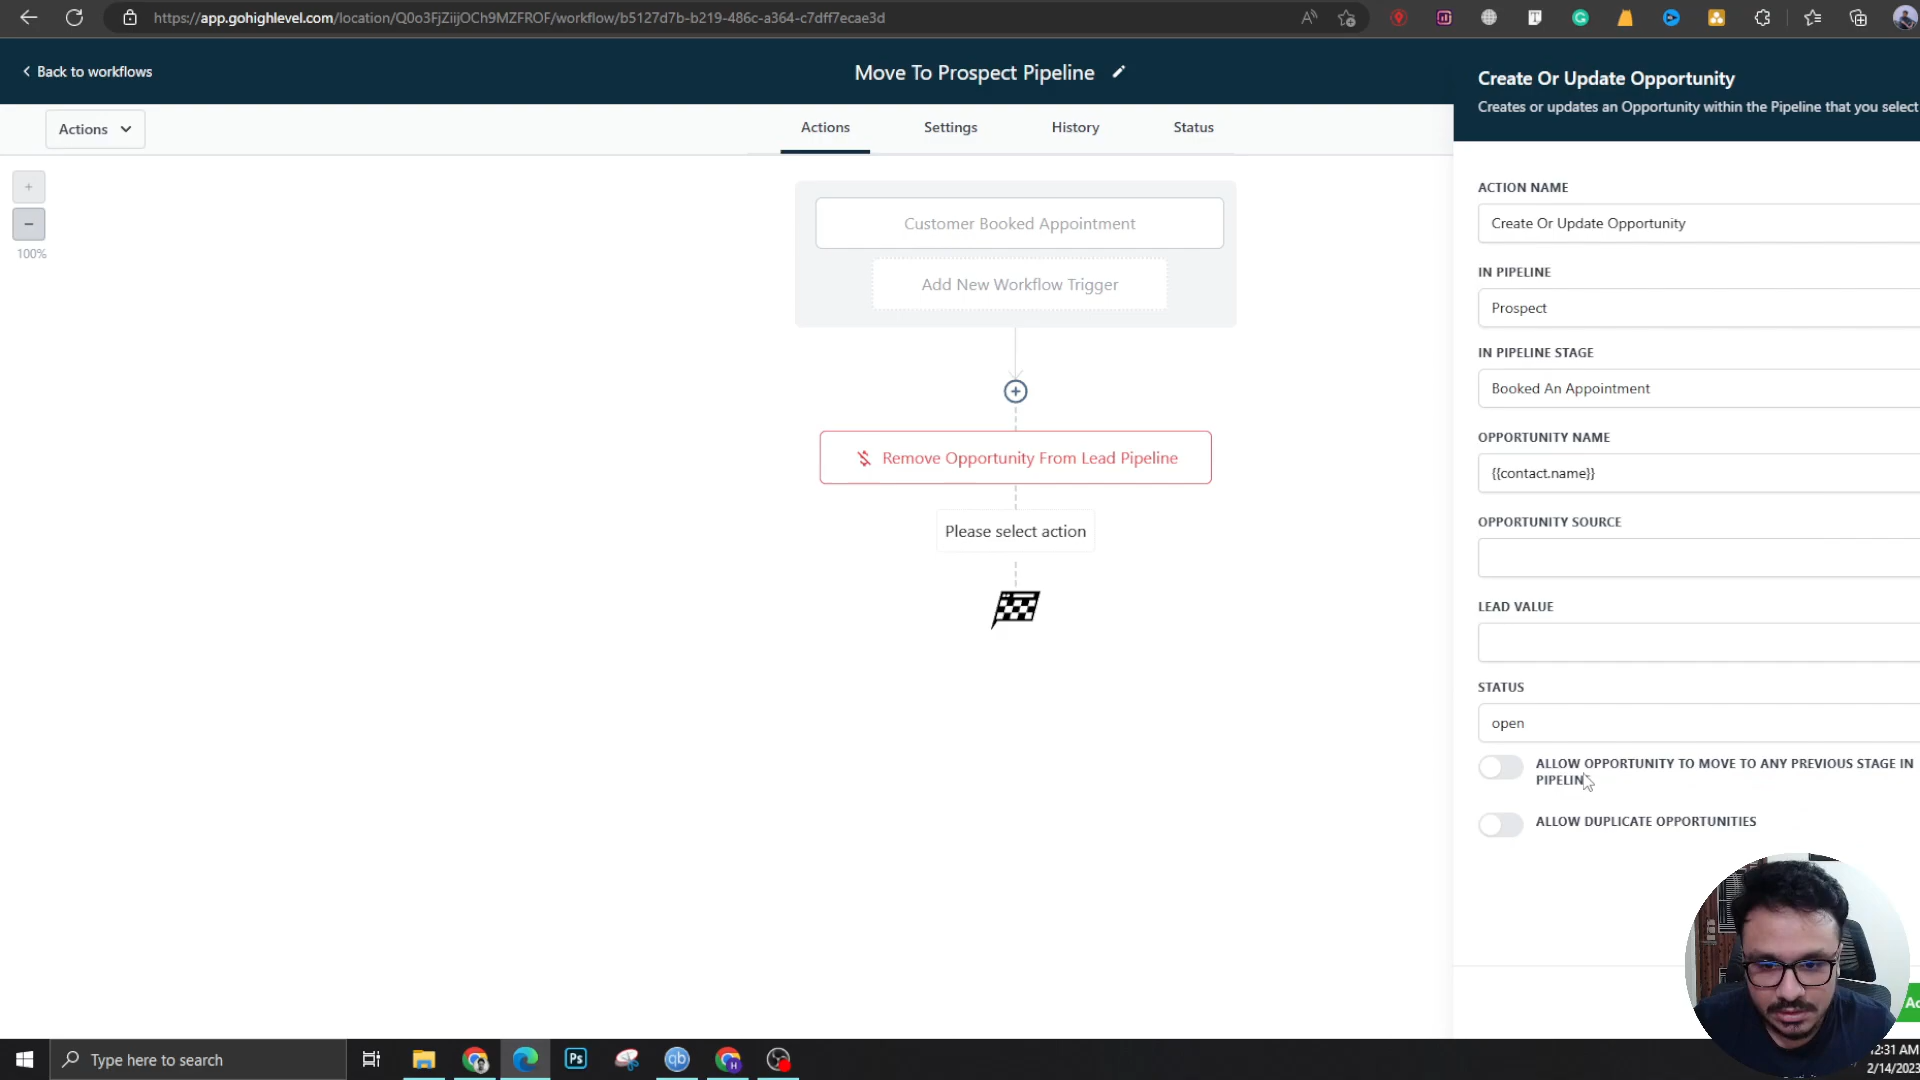 https://app.gohighlevel.com/location/Q0o3FjZiijOCh9MZFROF/workflow/b5127d7b-b219-486c-a364-c7dff7ecae3d
Back to workflows
Move To Prospect Pipeline
Create Or Update Opportunity
Creates or updates an Opportunity within the Pipeline that you select
Actions
Actions
Settings
History
Status
+
−
100%
Customer Booked Appointment
Add New Workflow Trigger
Remove Opportunity From Lead Pipeline
Please select action
ACTION NAME
Create Or Update Opportunity
IN PIPELINE
Prospect
IN PIPELINE STAGE
Booked An Appointment
OPPORTUNITY NAME
{{contact.name}}
OPPORTUNITY SOURCE
LEAD VALUE
STATUS
open
ALLOW OPPORTUNITY TO MOVE TO ANY PREVIOUS STAGE IN
PIPELIN
ALLOW DUPLICATE OPPORTUNITIES
Type here to search
Ps
qb
12:31 AM
2/14/2023